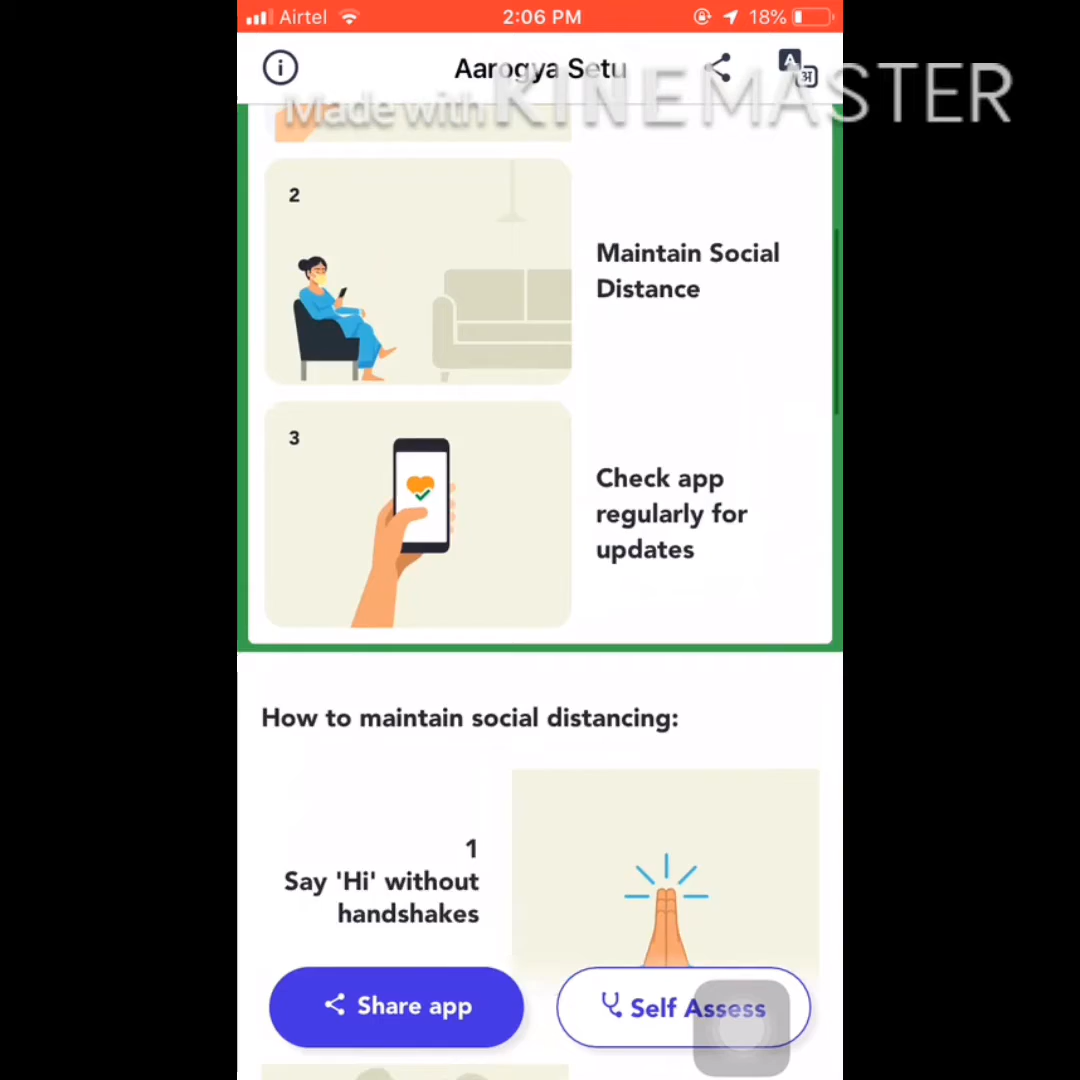 Airtel 2:06 PM 18%
Aarogya Setu
A
अ
Made with KINEMASTER
2
Maintain Social
Distance
3
Check app
regularly for
updates
How to maintain social distancing:
1
Say 'Hi' without
handshakes
Share app
Self Assess